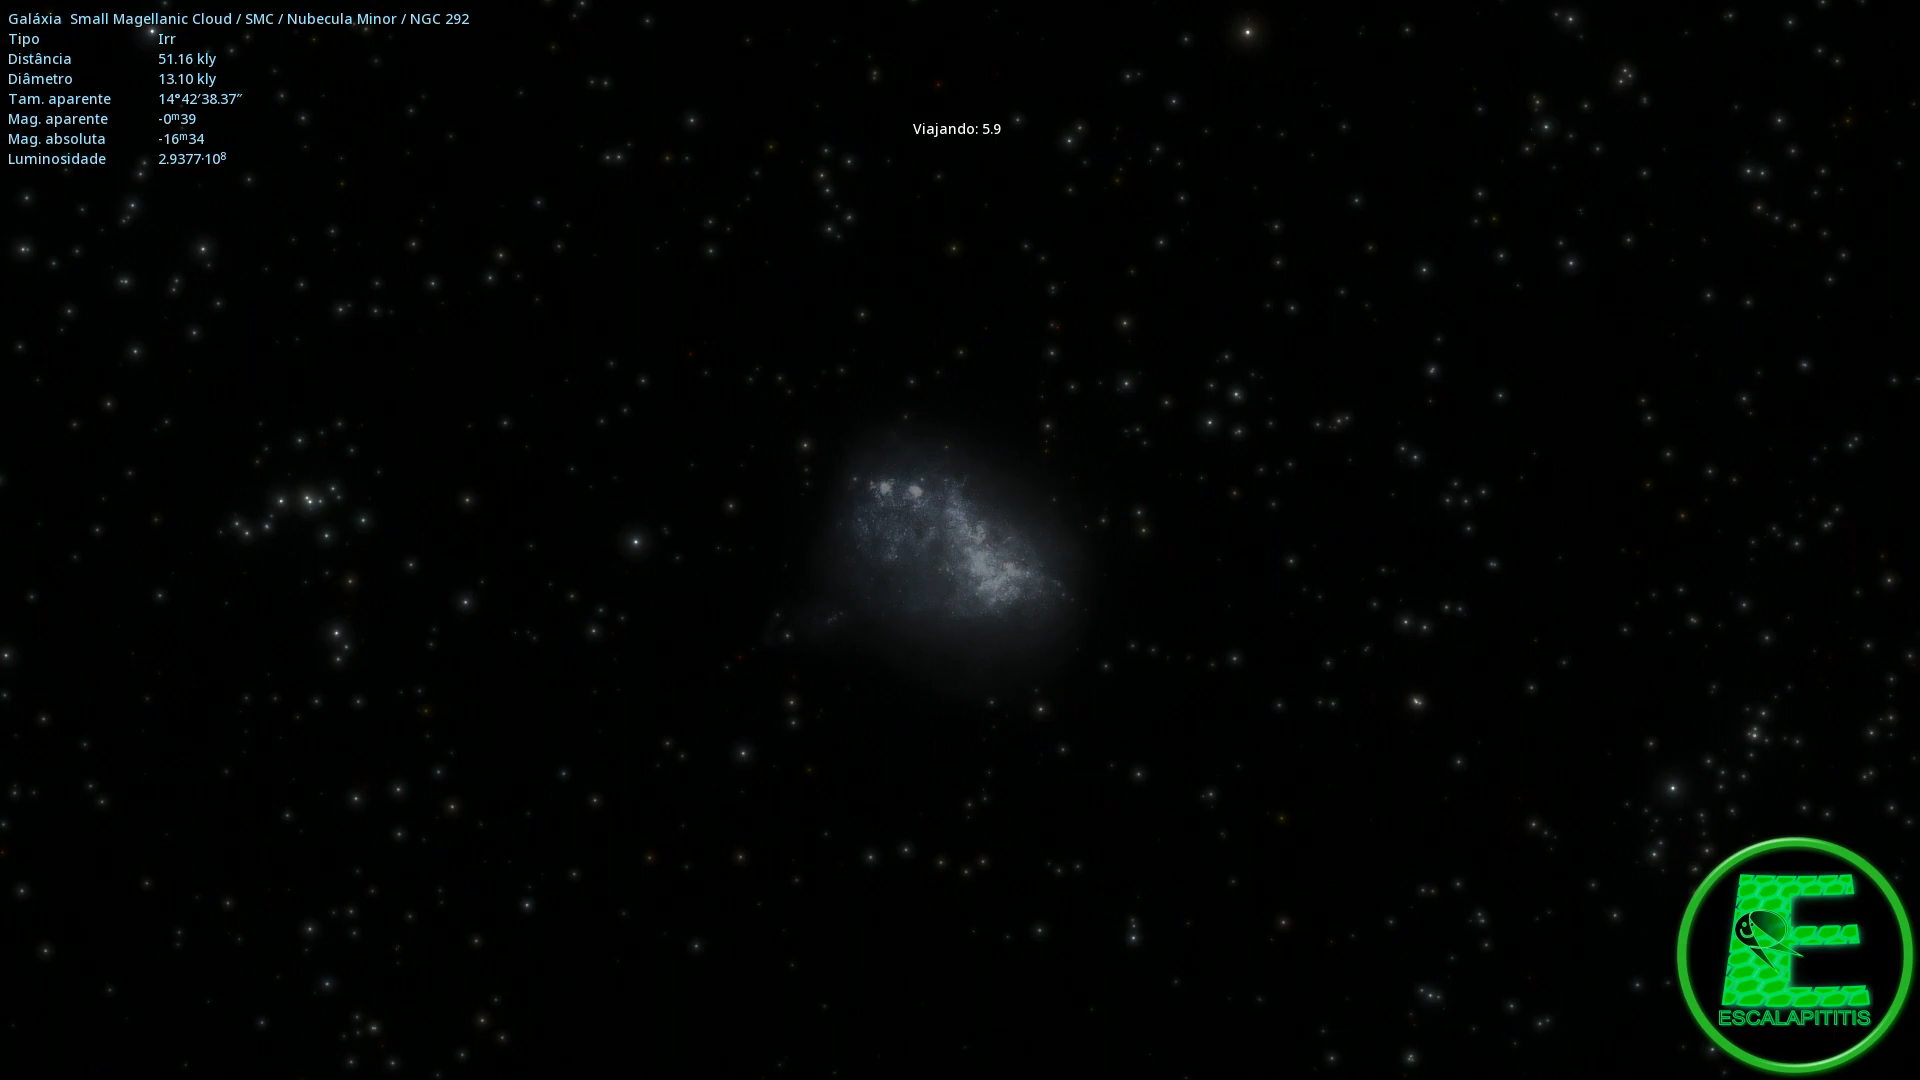 Galáxia Small Magellanic Cloud / SMC / Nubecula Minor / NGC 292
Tipo Irr
Distância 51.16 kly
Diâmetro 13.10 kly
Tam. aparente 14°42′38.37″
Mag. aparente -0ᵐ39
Mag. absoluta -16ᵐ34
Luminosidade 2.9377·10⁸
Viajando: 5.9
E
ESCALAPITITIS